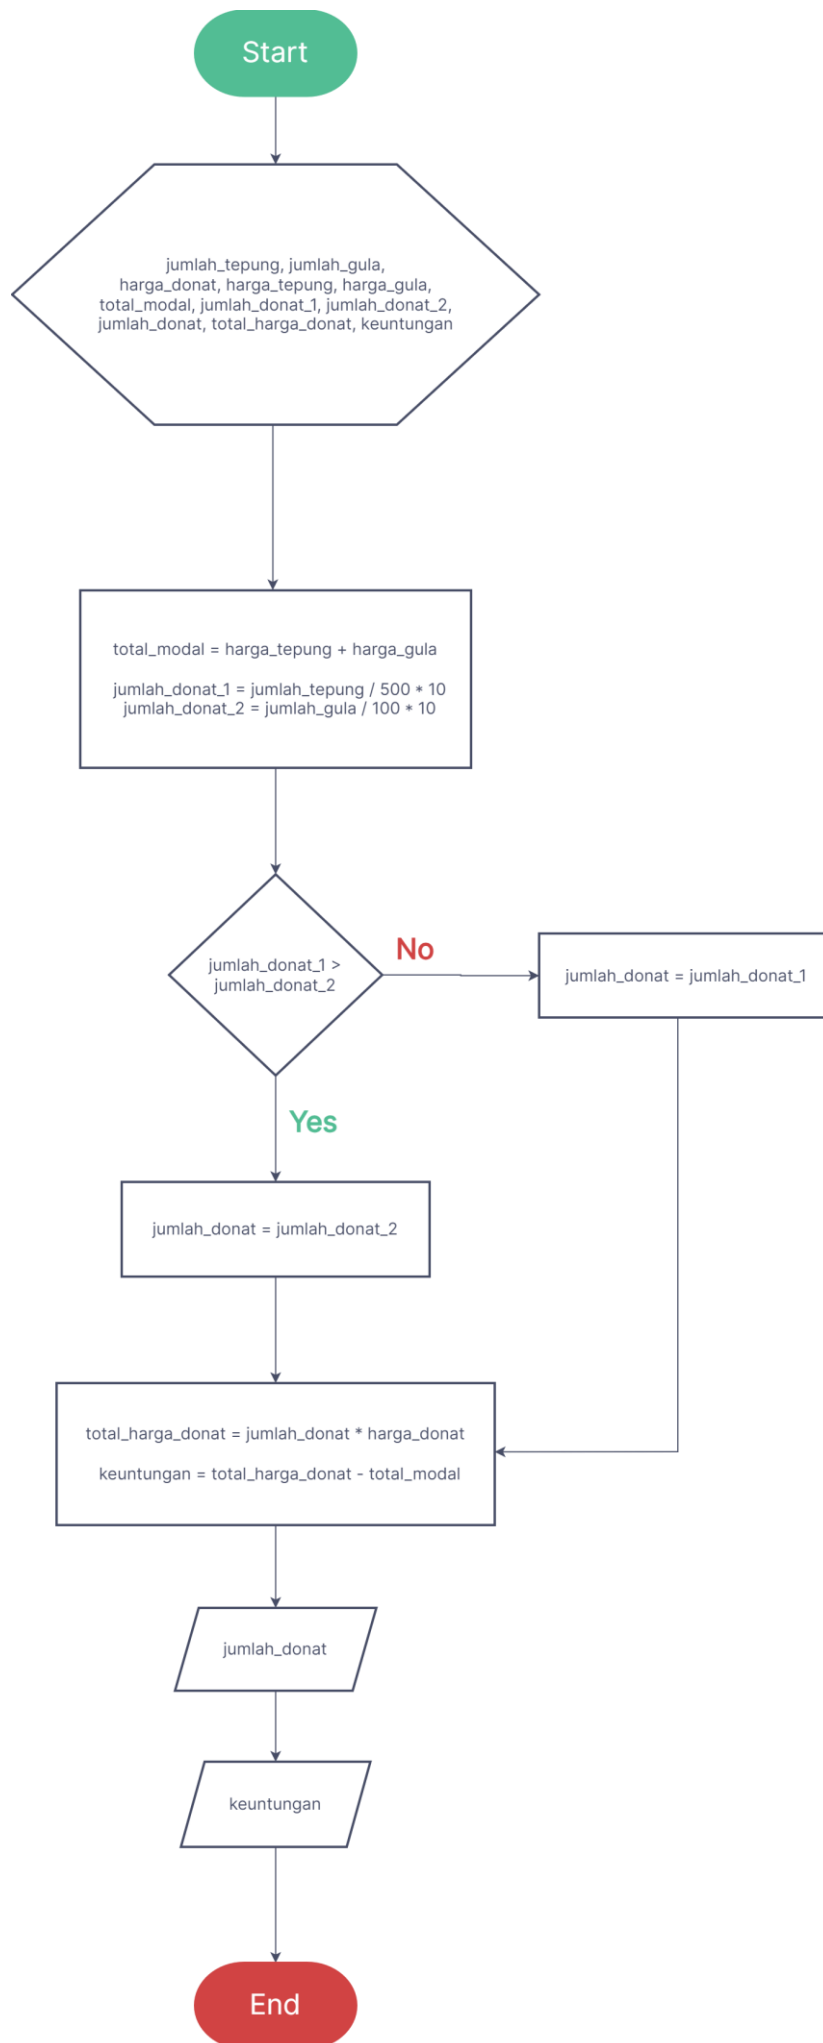 Start
jumlah_tepung, jumlah_gula,
harga_donat, harga_tepung, harga_gula,
total_modal, jumlah_donat_1, jumlah_donat_2,
jumlah_donat, total_harga_donat, keuntungan
total_modal = harga_tepung + harga_gula
jumlah_donat_1 = jumlah_tepung / 500 * 10
jumlah_donat_2 = jumlah_gula / 100 * 10
jumlah_donat_1 >
jumlah_donat_2
No
jumlah_donat = jumlah_donat_1
Yes
jumlah_donat = jumlah_donat_2
total_harga_donat = jumlah_donat * harga_donat
keuntungan = total_harga_donat - total_modal
jumlah_donat
keuntungan
End